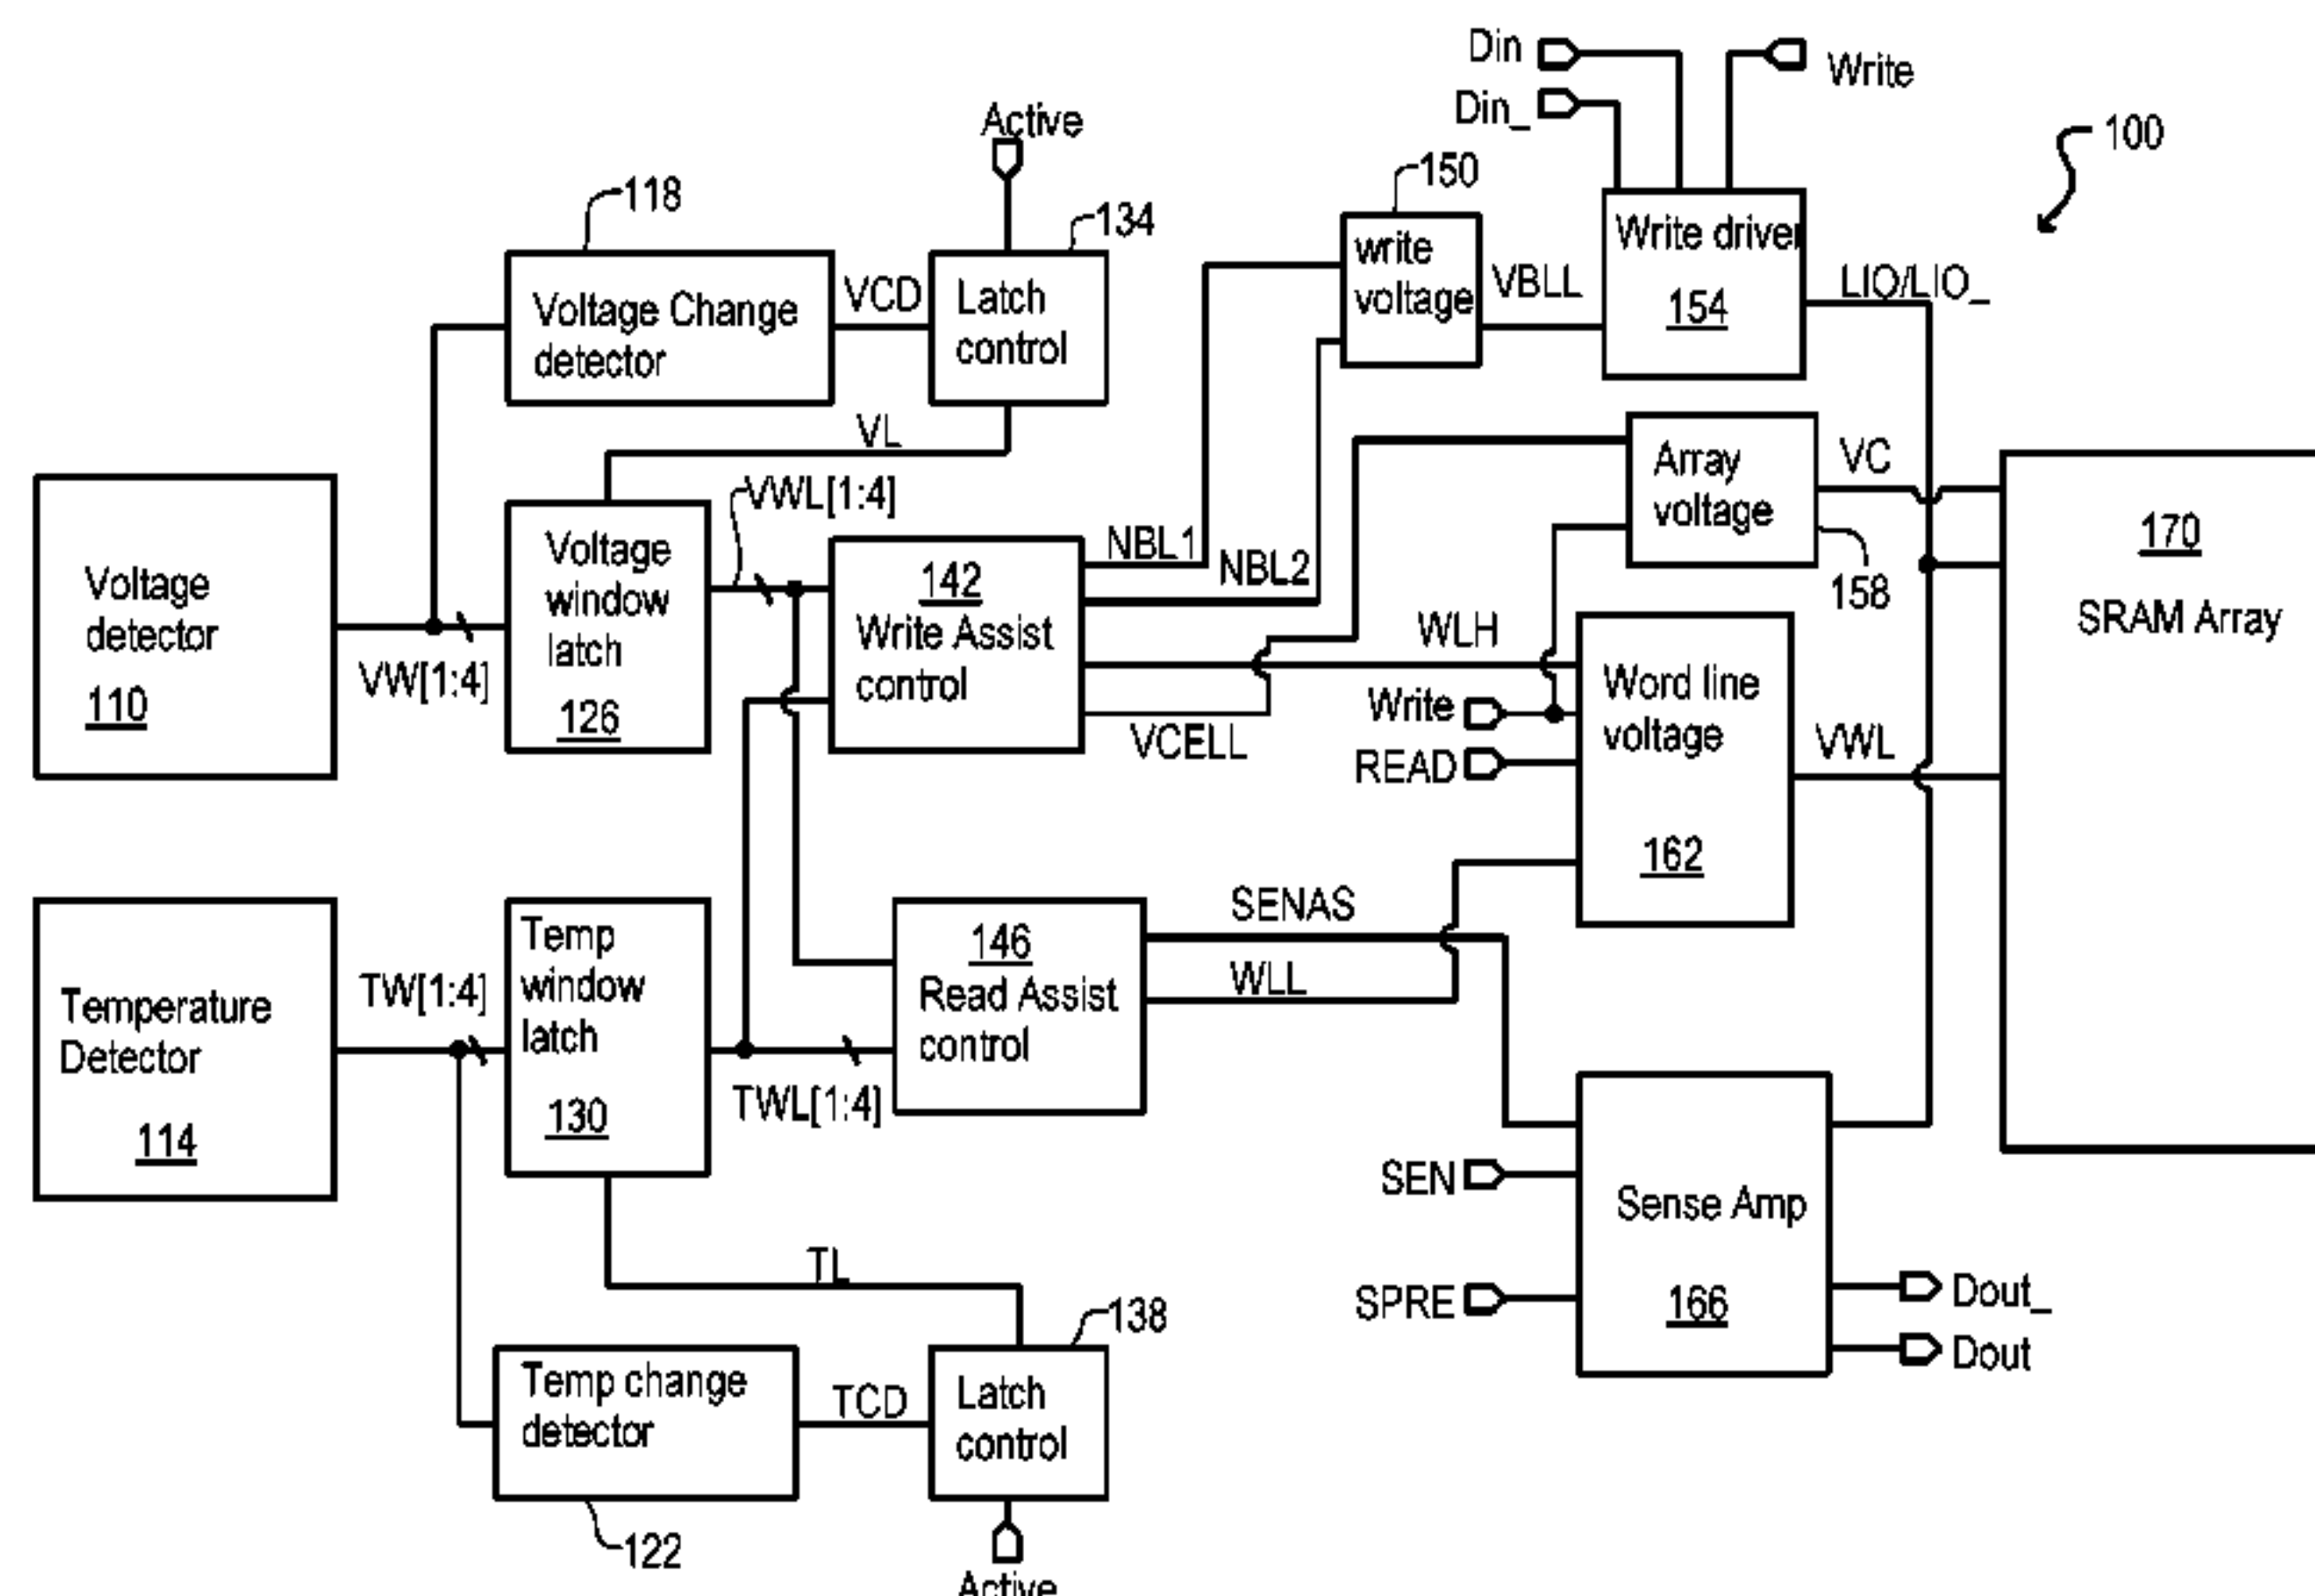 Din
Write
Din_
100
Active
118
134
150
write
voltage
Write driver
154
VBLL
LIO/LIO_
Voltage Change
detector
VCD
Latch
control
VL
VWL[1:4]
Array
voltage
VC
158
170
SRAM Array
Voltage
detector
110
VW[1:4]
Voltage
window
latch
126
142
Write Assist
control
NBL1
NBL2
WLH
VCELL
Write
READ
Word line
voltage
162
VWL
Temperature
Detector
114
TW[1:4]
Temp
window
latch
130
TWL[1:4]
146
Read Assist
control
SENAS
WLL
SEN
SPRE
Sense Amp
166
Dout_
Dout
TL
138
Temp change
detector
TCD
Latch
control
122
Active